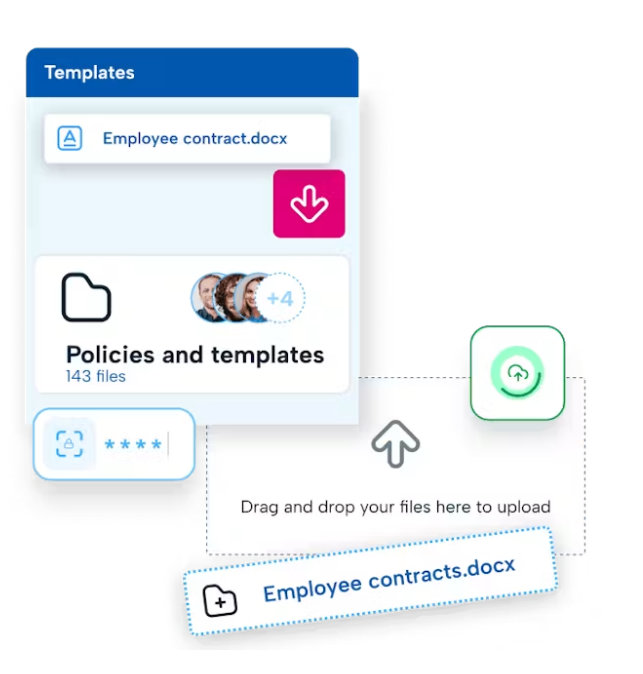 Templates
Employee contract.docx
+4
Policies and templates
143 files
****
Drag and drop your files here to upload
Employee contracts.docx